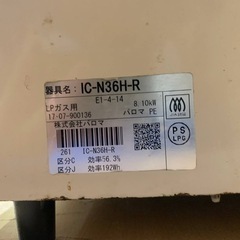 器具名: IC-N36H-R
E1-4-14
LPガス用 8.10kW
17-07-900136 パロマ PE
株式会社パロマ
PS
LPG
261 IC-N36H-R
区分C 効率56.3%
区分J 効率192Wh